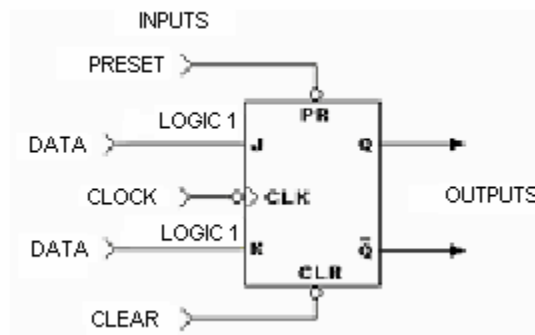 INPUTS
PRESET
PR
LOGIC 1
DATA
J
Q
CLOCK
CLK
OUTPUTS
LOGIC 1
DATA
K
Q̅
CLR
CLEAR